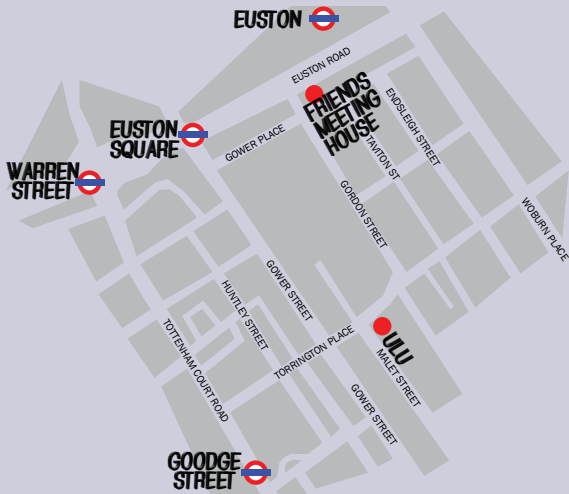 EUSTON
EUSTON ROAD
FRIENDS
MEETING
HOUSE
ENDSLEIGH STREET
EUSTON
SQUARE
GOWER PLACE
TAVITON ST
WARREN
STREET
GORDON STREET
WOBURN PLACE
GOWER STREET
HUNTLEY STREET
TOTTENHAM COURT ROAD
TORRINGTON PLACE
ULU
MALET STREET
GOWER STREET
GOODGE
STREET